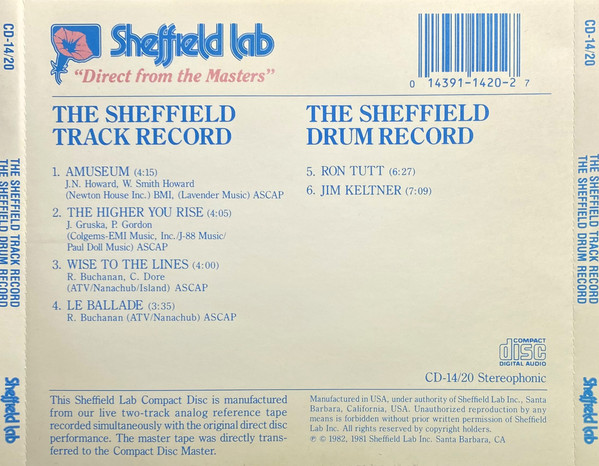 Sheffield Lab
"Direct from the Masters"
0 14391-1420-2 7
THE SHEFFIELD
TRACK RECORD
1. AMUSEUM (4:15)
J.N. Howard, W. Smith Howard
(Newton House Inc.) BMI, (Lavender Music) ASCAP
2. THE HIGHER YOU RISE (4:05)
J. Gruska, P. Gordon
(Colgems-EMI Music, Inc./J-88 Music/
Paul Doll Music) ASCAP
3. WISE TO THE LINES (4:00)
R. Buchanan, C. Dore
(ATV/Nanachub/Island) ASCAP
4. LE BALLADE (3:35)
R. Buchanan (ATV/Nanachub) ASCAP
THE SHEFFIELD
DRUM RECORD
5. RON TUTT (6:27)
6. JIM KELTNER (7:09)
COMPACT
disc
DIGITAL AUDIO
CD-14/20 Stereophonic
This Sheffield Lab Compact Disc is manufactured
from our live two-track analog reference tape
recorded simultaneously with the original direct disc
performance. The master tape was directly trans-
ferred to the Compact Disc Master.
Manufactured in USA, under authority of Sheffield Lab Inc., Santa
Barbara, California, USA. Unauthorized reproduction by any
means is forbidden without prior written permission of Sheffield
Lab Inc. All rights reserved by copyright holders.
℗ © 1982, 1981 Sheffield Lab Inc. Santa Barbara, CA
CD-14/20
THE SHEFFIELD TRACK RECORD
THE SHEFFIELD DRUM RECORD
Sheffield Lab
CD-14/20
THE SHEFFIELD TRACK RECORD
THE SHEFFIELD DRUM RECORD
Sheffield Lab